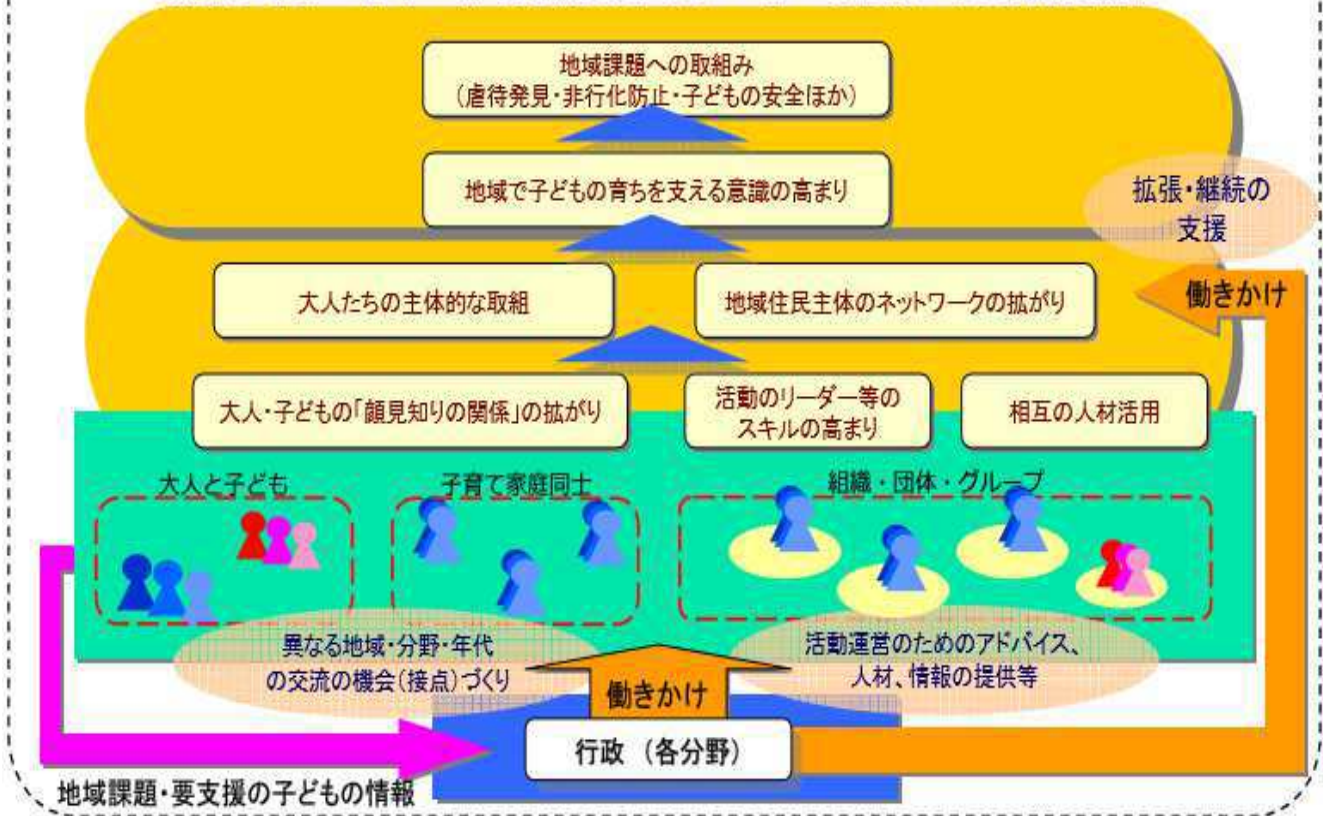 地域課題への取組み
(虐待発見・非行化防止・子どもの安全ほか)
地域で子どもの育ちを支える意識の高まり
拡張・継続の
支援
大人たちの主体的な取組
地域住民主体のネットワークの拡がり
働きかけ
大人・子どもの「顔見知りの関係」の拡がり
活動のリーダー等の
スキルの高まり
相互の人材活用
大人と子ども
子育て家庭同士
組織・団体・グループ
異なる地域・分野・年代
の交流の機会(接点)づくり
活動運営のためのアドバイス、
人材、情報の提供等
働きかけ
行政 (各分野)
地域課題・要支援の子どもの情報